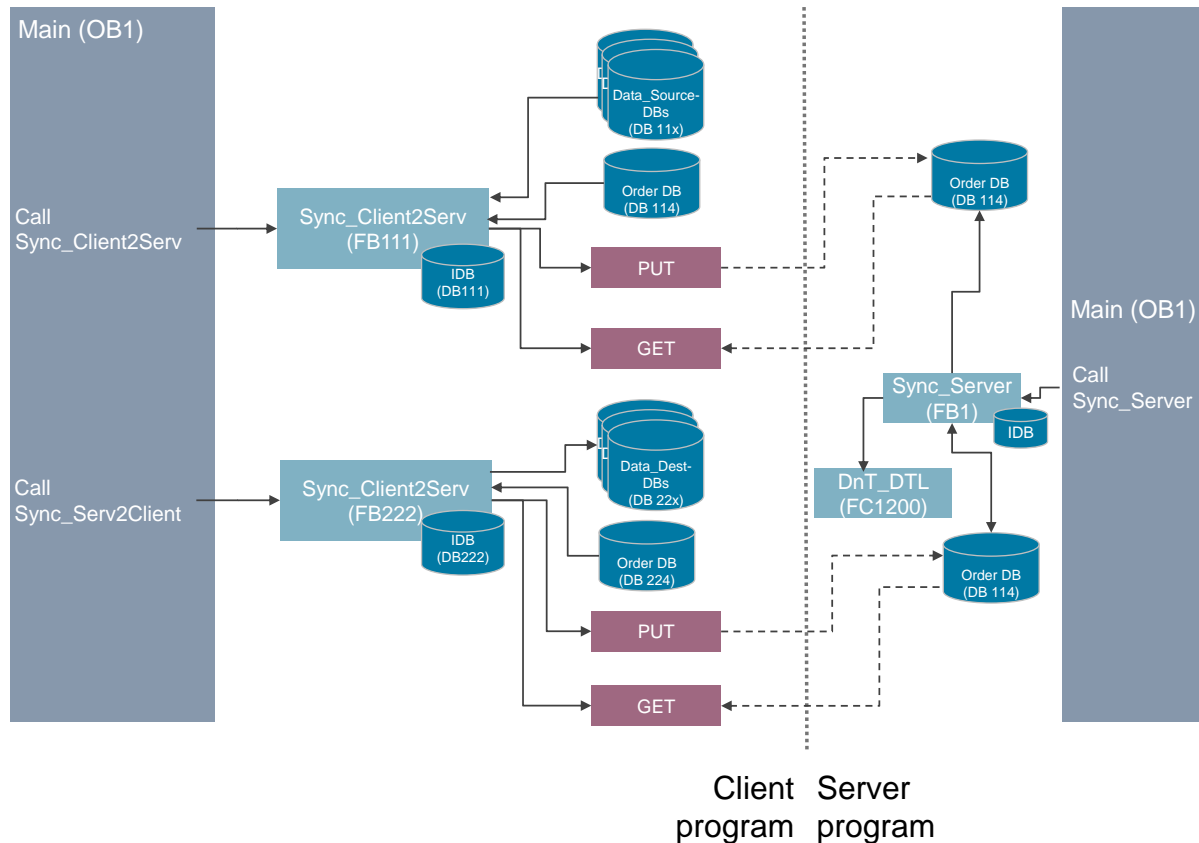 Main (OB1)
Call
Sync_Client2Serv
Call
Sync_Serv2Client
Sync_Client2Serv
(FB111)
IDB
(DB111)
Data_Source-
DBs
(DB 11x)
Order DB
(DB 114)
PUT
GET
Sync_Client2Serv
(FB222)
IDB
(DB222)
Data_Dest-
DBs
(DB 22x)
Order DB
(DB 224)
PUT
GET
Order DB
(DB 114)
Sync_Server
(FB1)
IDB
DnT_DTL
(FC1200)
Order DB
(DB 114)
Main (OB1)
Call
Sync_Server
Client
program
Server
program